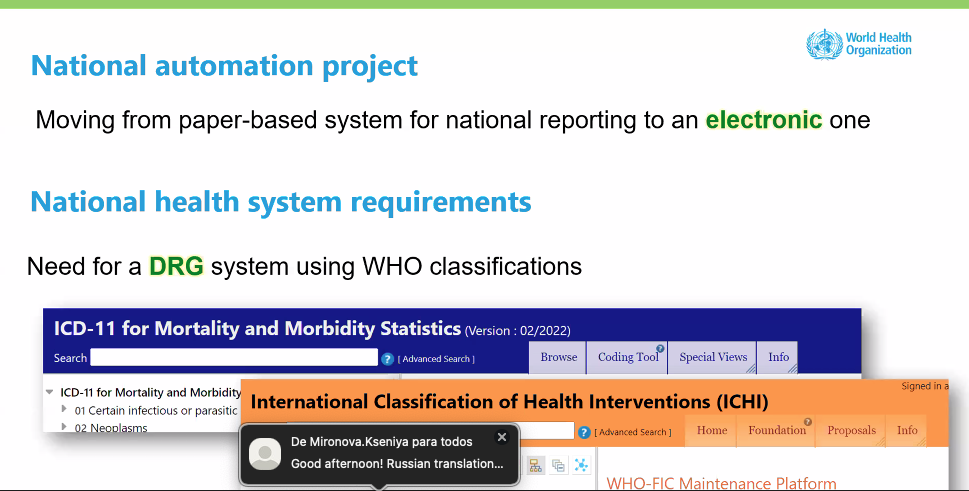 World Health
Organization
National automation project
Moving from paper-based system for national reporting to an electronic one
National health system requirements
Need for a DRG system using WHO classifications
ICD-11 for Mortality and Morbidity Statistics (Version : 02/2022)
Search ? [ Advanced Search ] Browse Coding Tool ? Special Views Info
ICD-11 for Mortality and Morbidity
01 Certain infectious or parasitic
02 Neoplasms
Signed in a
International Classification of Health Interventions (ICHI)
? [ Advanced Search ] Home Foundation ? Proposals Info
De Mironova.Kseniya para todos
Good afternoon! Russian translation...
WHO-FIC Maintenance Platform